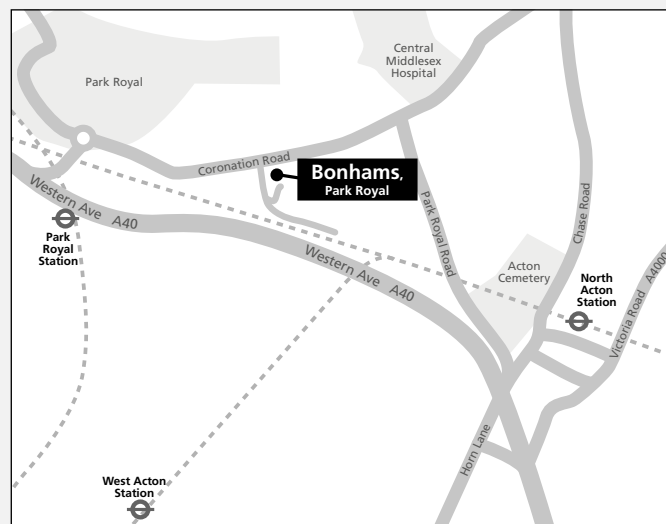 Central
Middlesex
Hospital
Park Royal
Coronation Road
Bonhams,
Park Royal
Western Ave A40
Park Royal Road
Chase Road
Park
Royal
Station
Western Ave A40
Acton
Cemetery
North
Acton
Station
Victoria Road A4000
Horn Lane
West Acton
Station